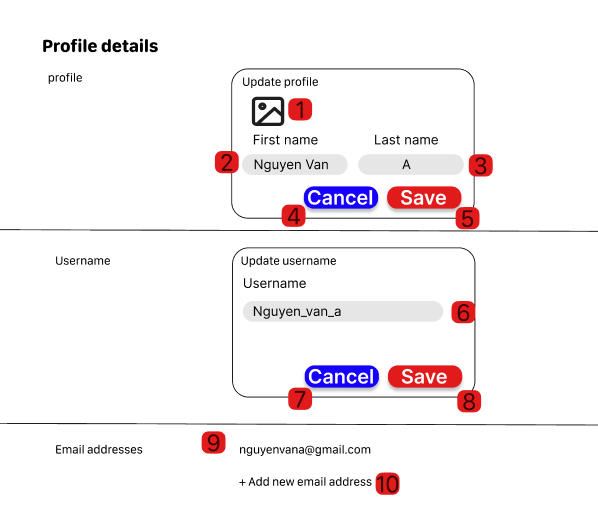 Profile details
profile
Update profile
1
First name Last name
2 Nguyen Van A 3
Cancel Save
4 5
Username
Update username
Username
Nguyen_van_a 6
Cancel Save
7 8
Email addresses 9 nguyenvana@gmail.com
+ Add new email address 10